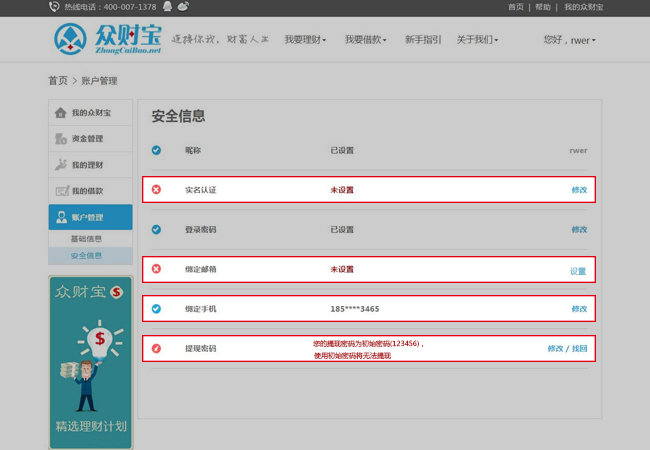 热线电话：400-007-1378
首页 | 帮助 | 我的众财宝
众财宝
ZhongCaiBao.net
连接你我，财富人生
我要理财
我要借款
新手指引
关于我们
您好，rwer
首页 > 账户管理
我的众财宝
资金管理
我的理财
我的借款
账户管理
基础信息
安全信息
众财宝 $
$
精选理财计划
安全信息
昵称 已设置 rwer
实名认证 未设置 修改
登录密码 已设置 修改
绑定邮箱 未设置 设置
绑定手机 185****3465 修改
提现密码 您的提现密码为初始密码(123456)， 修改 / 找回
使用初始密码将无法提现